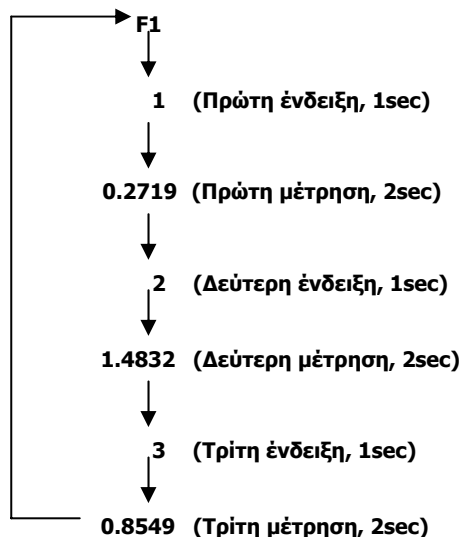 F1
1 (Πρώτη ένδειξη, 1sec)
0.2719 (Πρώτη μέτρηση, 2sec)
2 (Δεύτερη ένδειξη, 1sec)
1.4832 (Δεύτερη μέτρηση, 2sec)
3 (Τρίτη ένδειξη, 1sec)
0.8549 (Τρίτη μέτρηση, 2sec)